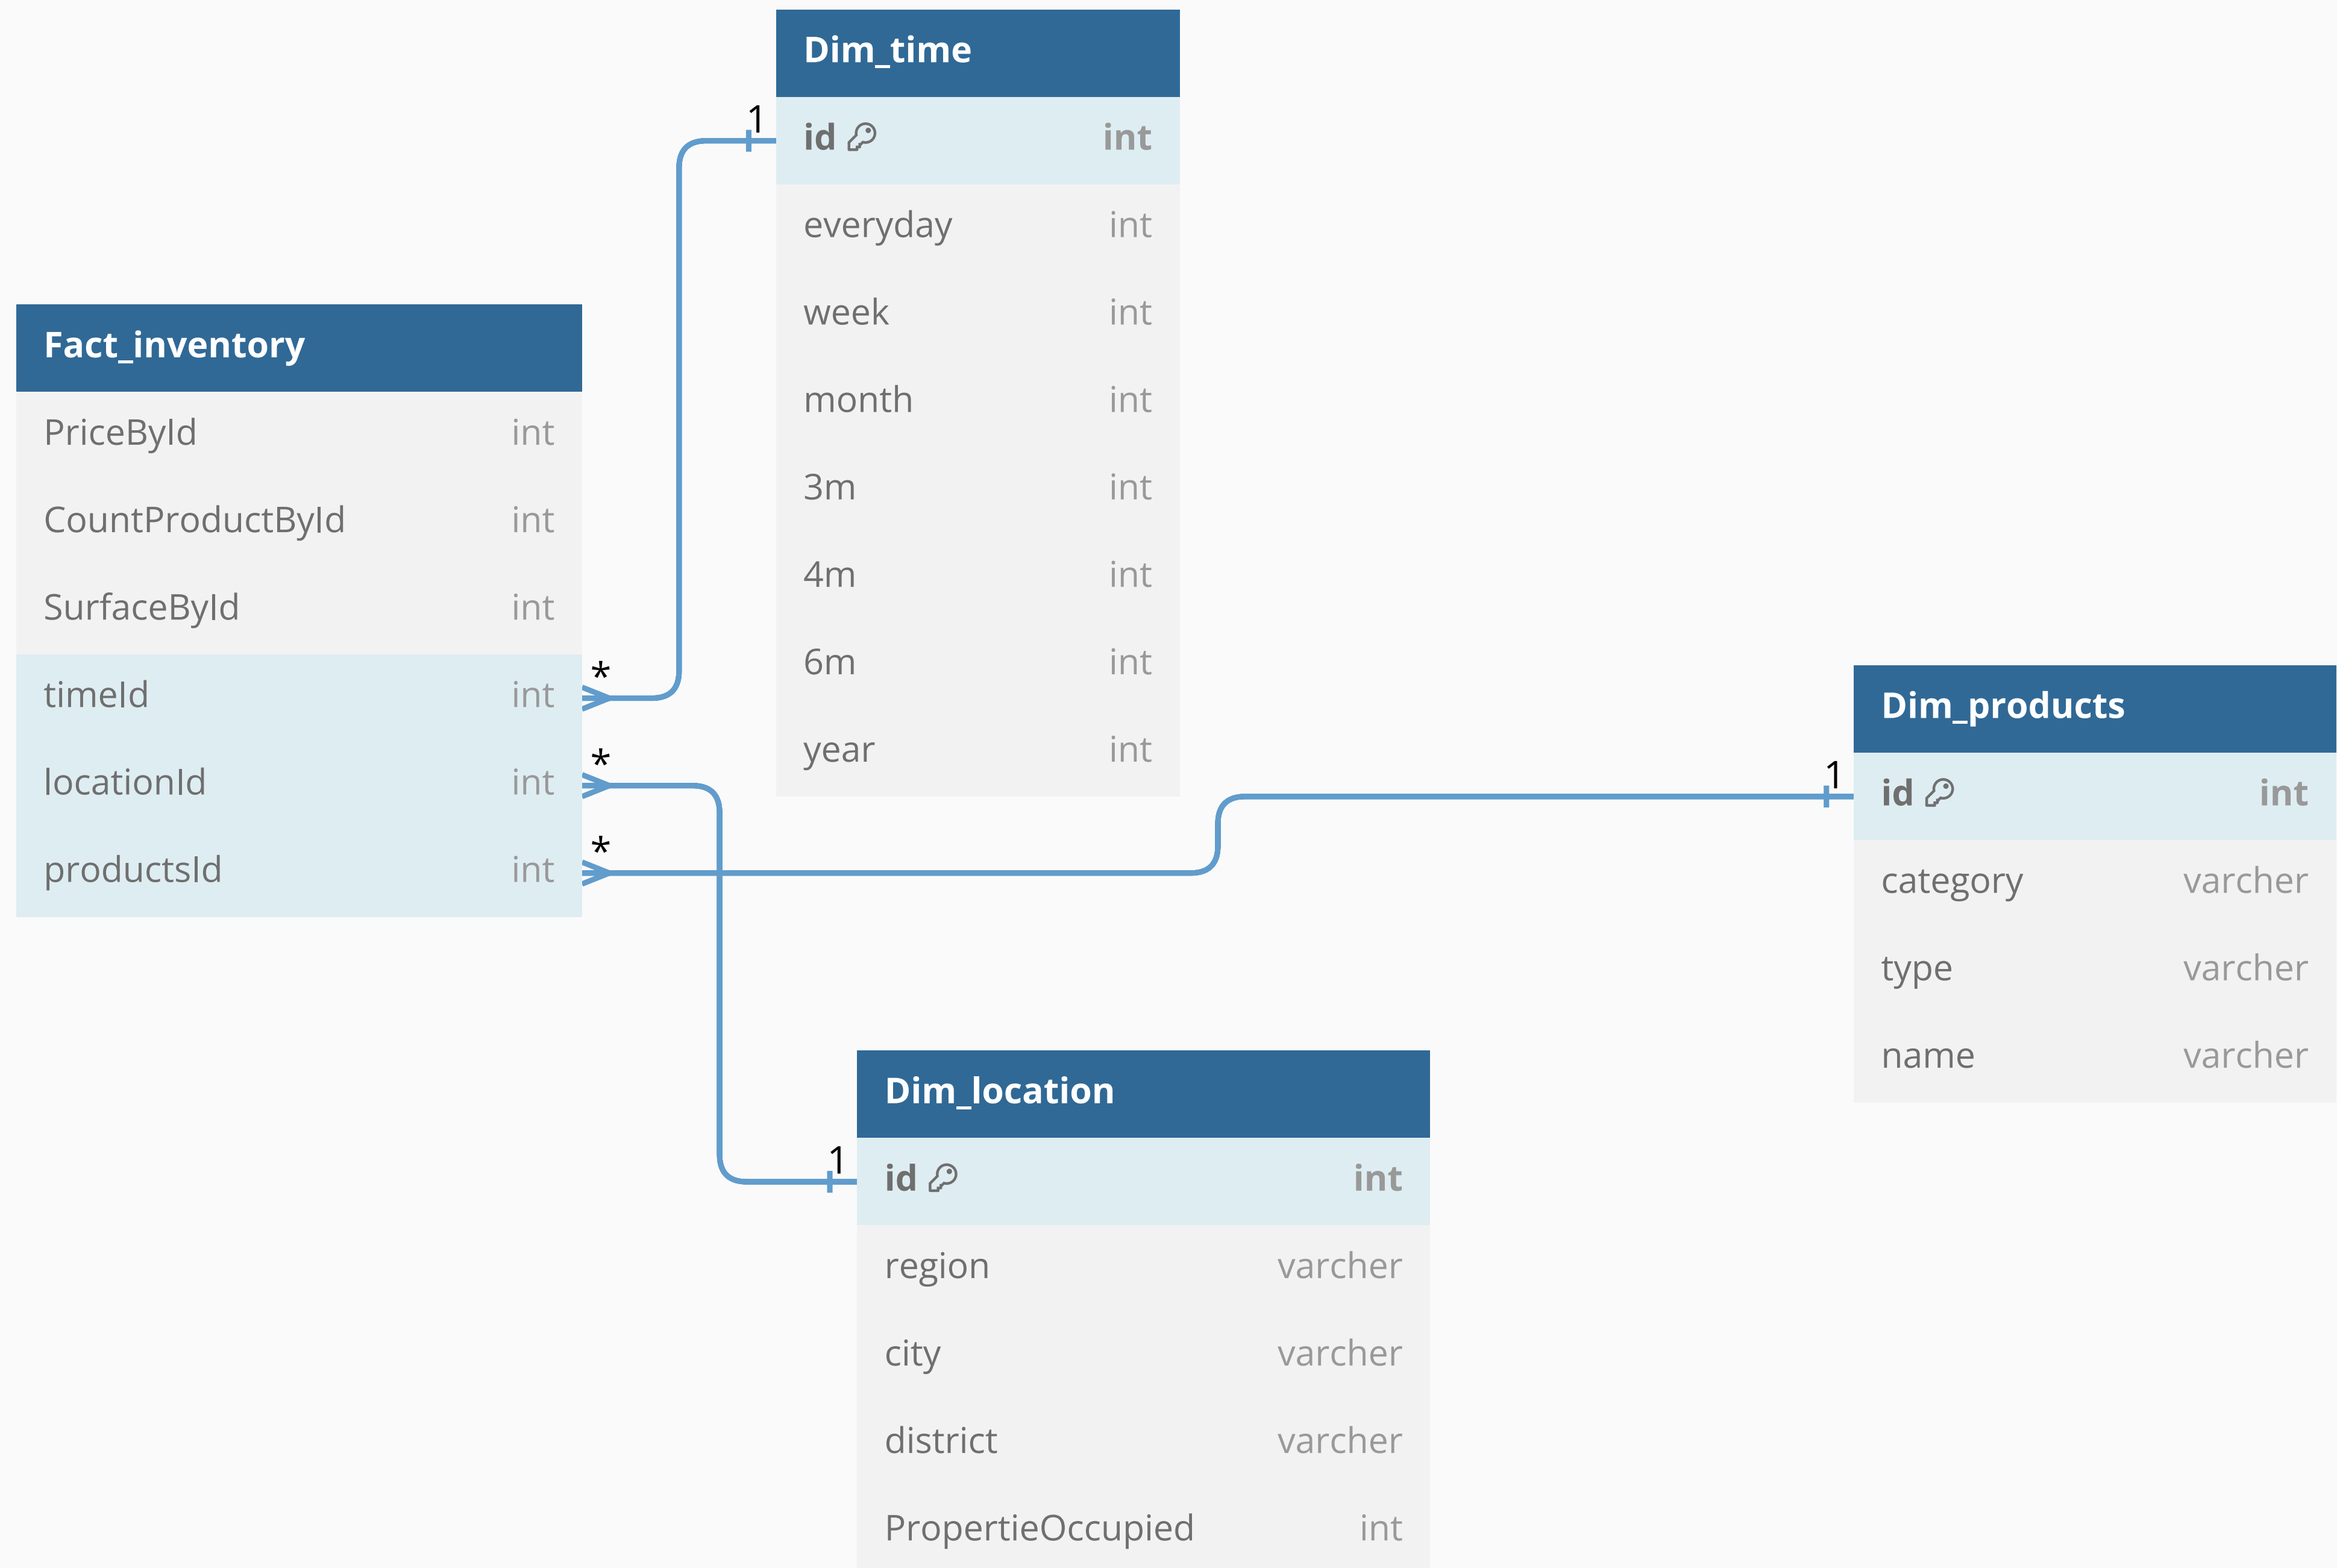 Dim_time
1
id int
everyday int
week int
month int
3m int
4m int
6m int
year int
Fact_inventory
PriceById int
CountProductById int
SurfaceById int
timeId int *
locationId int *
productsId int *
Dim_products
1
id int
category varcher
type varcher
name varcher
Dim_location
1
id int
region varcher
city varcher
district varcher
PropertieOccupied int